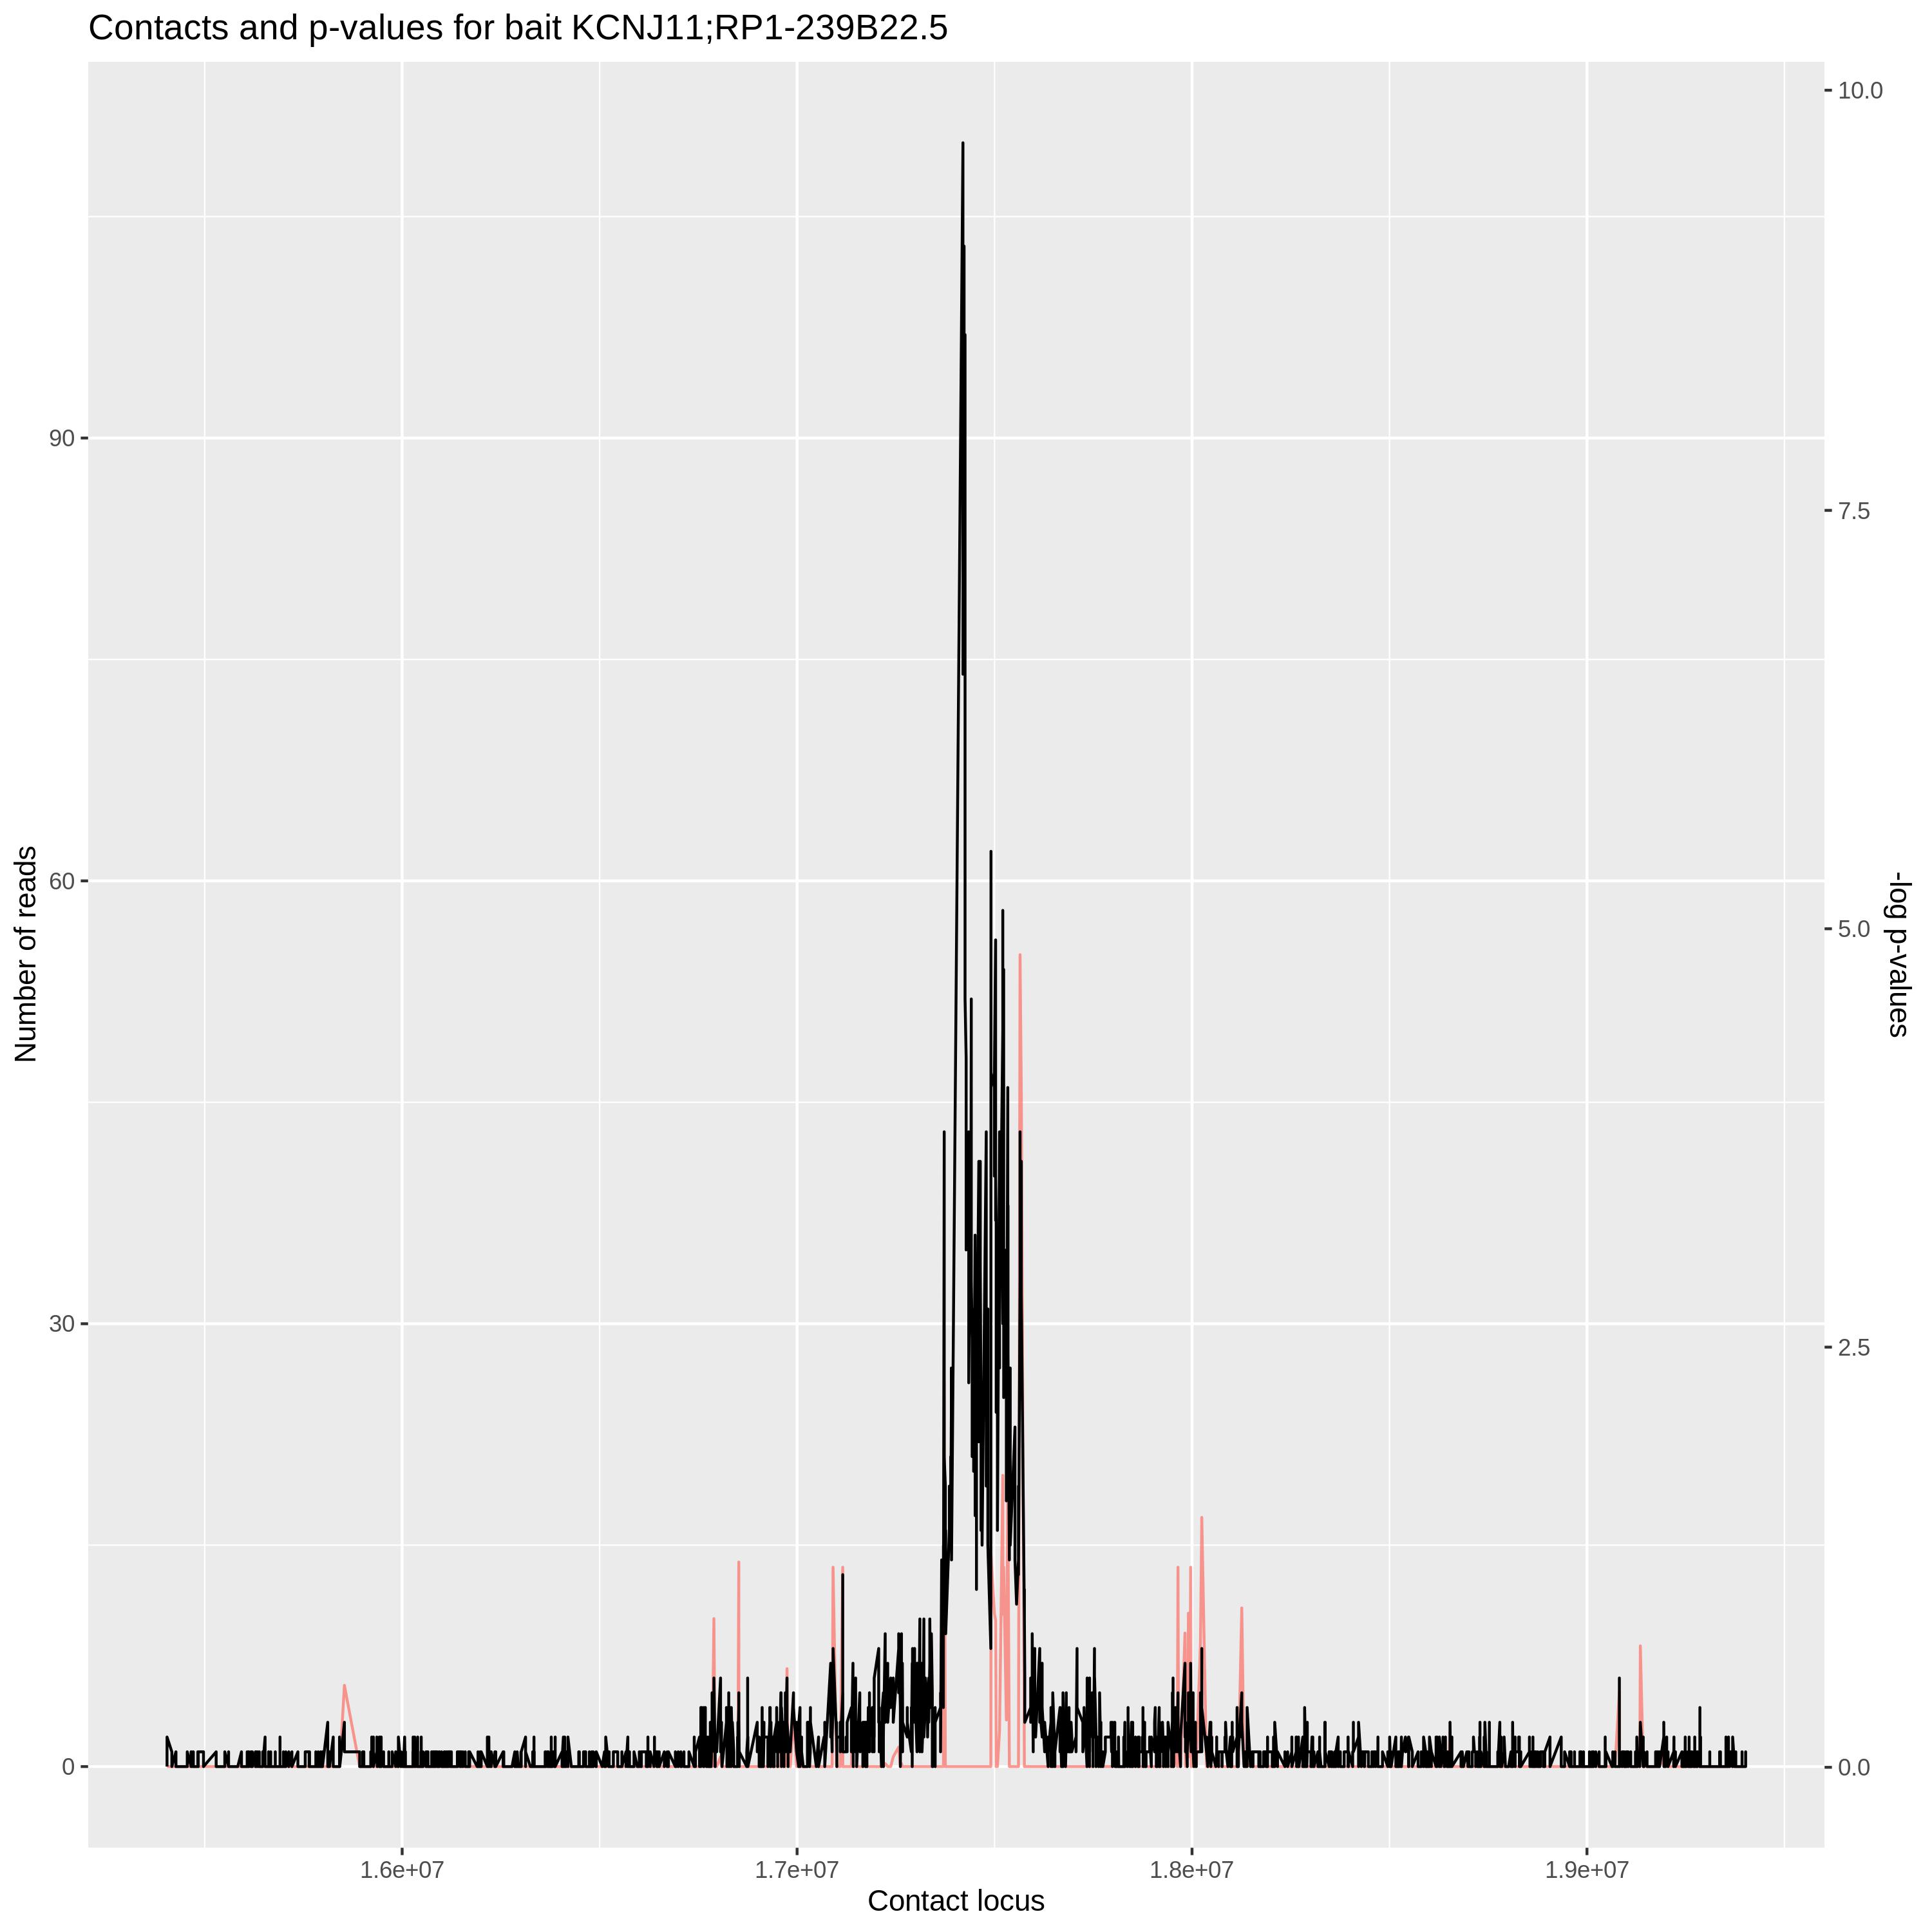 Contacts and p-values for bait KCNJ11;RP1-239B22.5
Number of reads
90
60
30
0
10.0
7.5
5.0
2.5
0.0
-log p-values
1.6e+07
1.7e+07
1.8e+07
1.9e+07
Contact locus